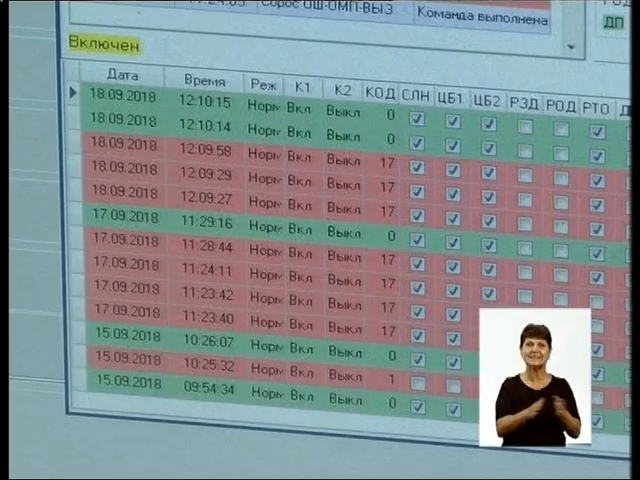 Сброс ОШ-ОМП-ВЫЗ Команда выполнена
ДП
Включен
Дата Время Реж К1 К2 КОД СЛН ЦБ1 ЦБ2 РЗД РОД РТО
18.09.2018 12:10:15 Норм Вкл Выкл 0
18.09.2018 12:10:14 Норм Вкл Выкл 0
18.09.2018 12:09:58 Норм Вкл Выкл 17
18.09.2018 12:09:29 Норм Вкл Выкл 17
18.09.2018 12:09:27 Норм Вкл Выкл 17
17.09.2018 11:29:16 Норм Вкл Выкл 0
17.09.2018 11:28:44 Норм Вкл Выкл 17
17.09.2018 11:24:11 Норм Вкл Выкл 17
17.09.2018 11:23:42 Норм Вкл Выкл 17
17.09.2018 11:23:40 Норм Вкл Выкл 17
15.09.2018 10:26:07 Норм Вкл Выкл 0
15.09.2018 10:25:32 Норм Вкл Выкл 1
15.09.2018 09:54:34 Норм Вкл Выкл 0